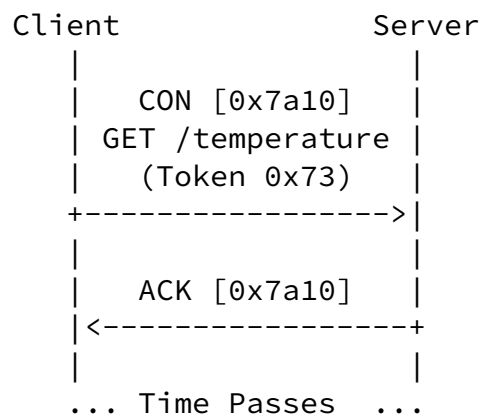 Client Server
CON [0x7a10]
GET /temperature
(Token 0x73)
ACK [0x7a10]
... Time Passes ...